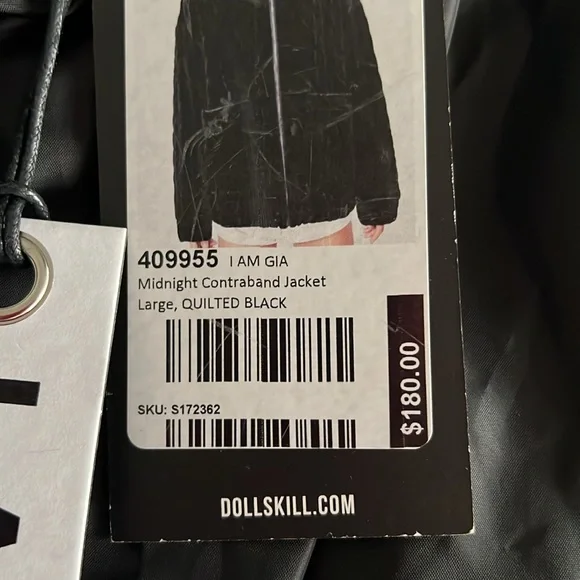 409955 I AM GIA
Midnight Contraband Jacket
Large, QUILTED BLACK
SKU: S172362
$180.00
DOLLSKILL.COM